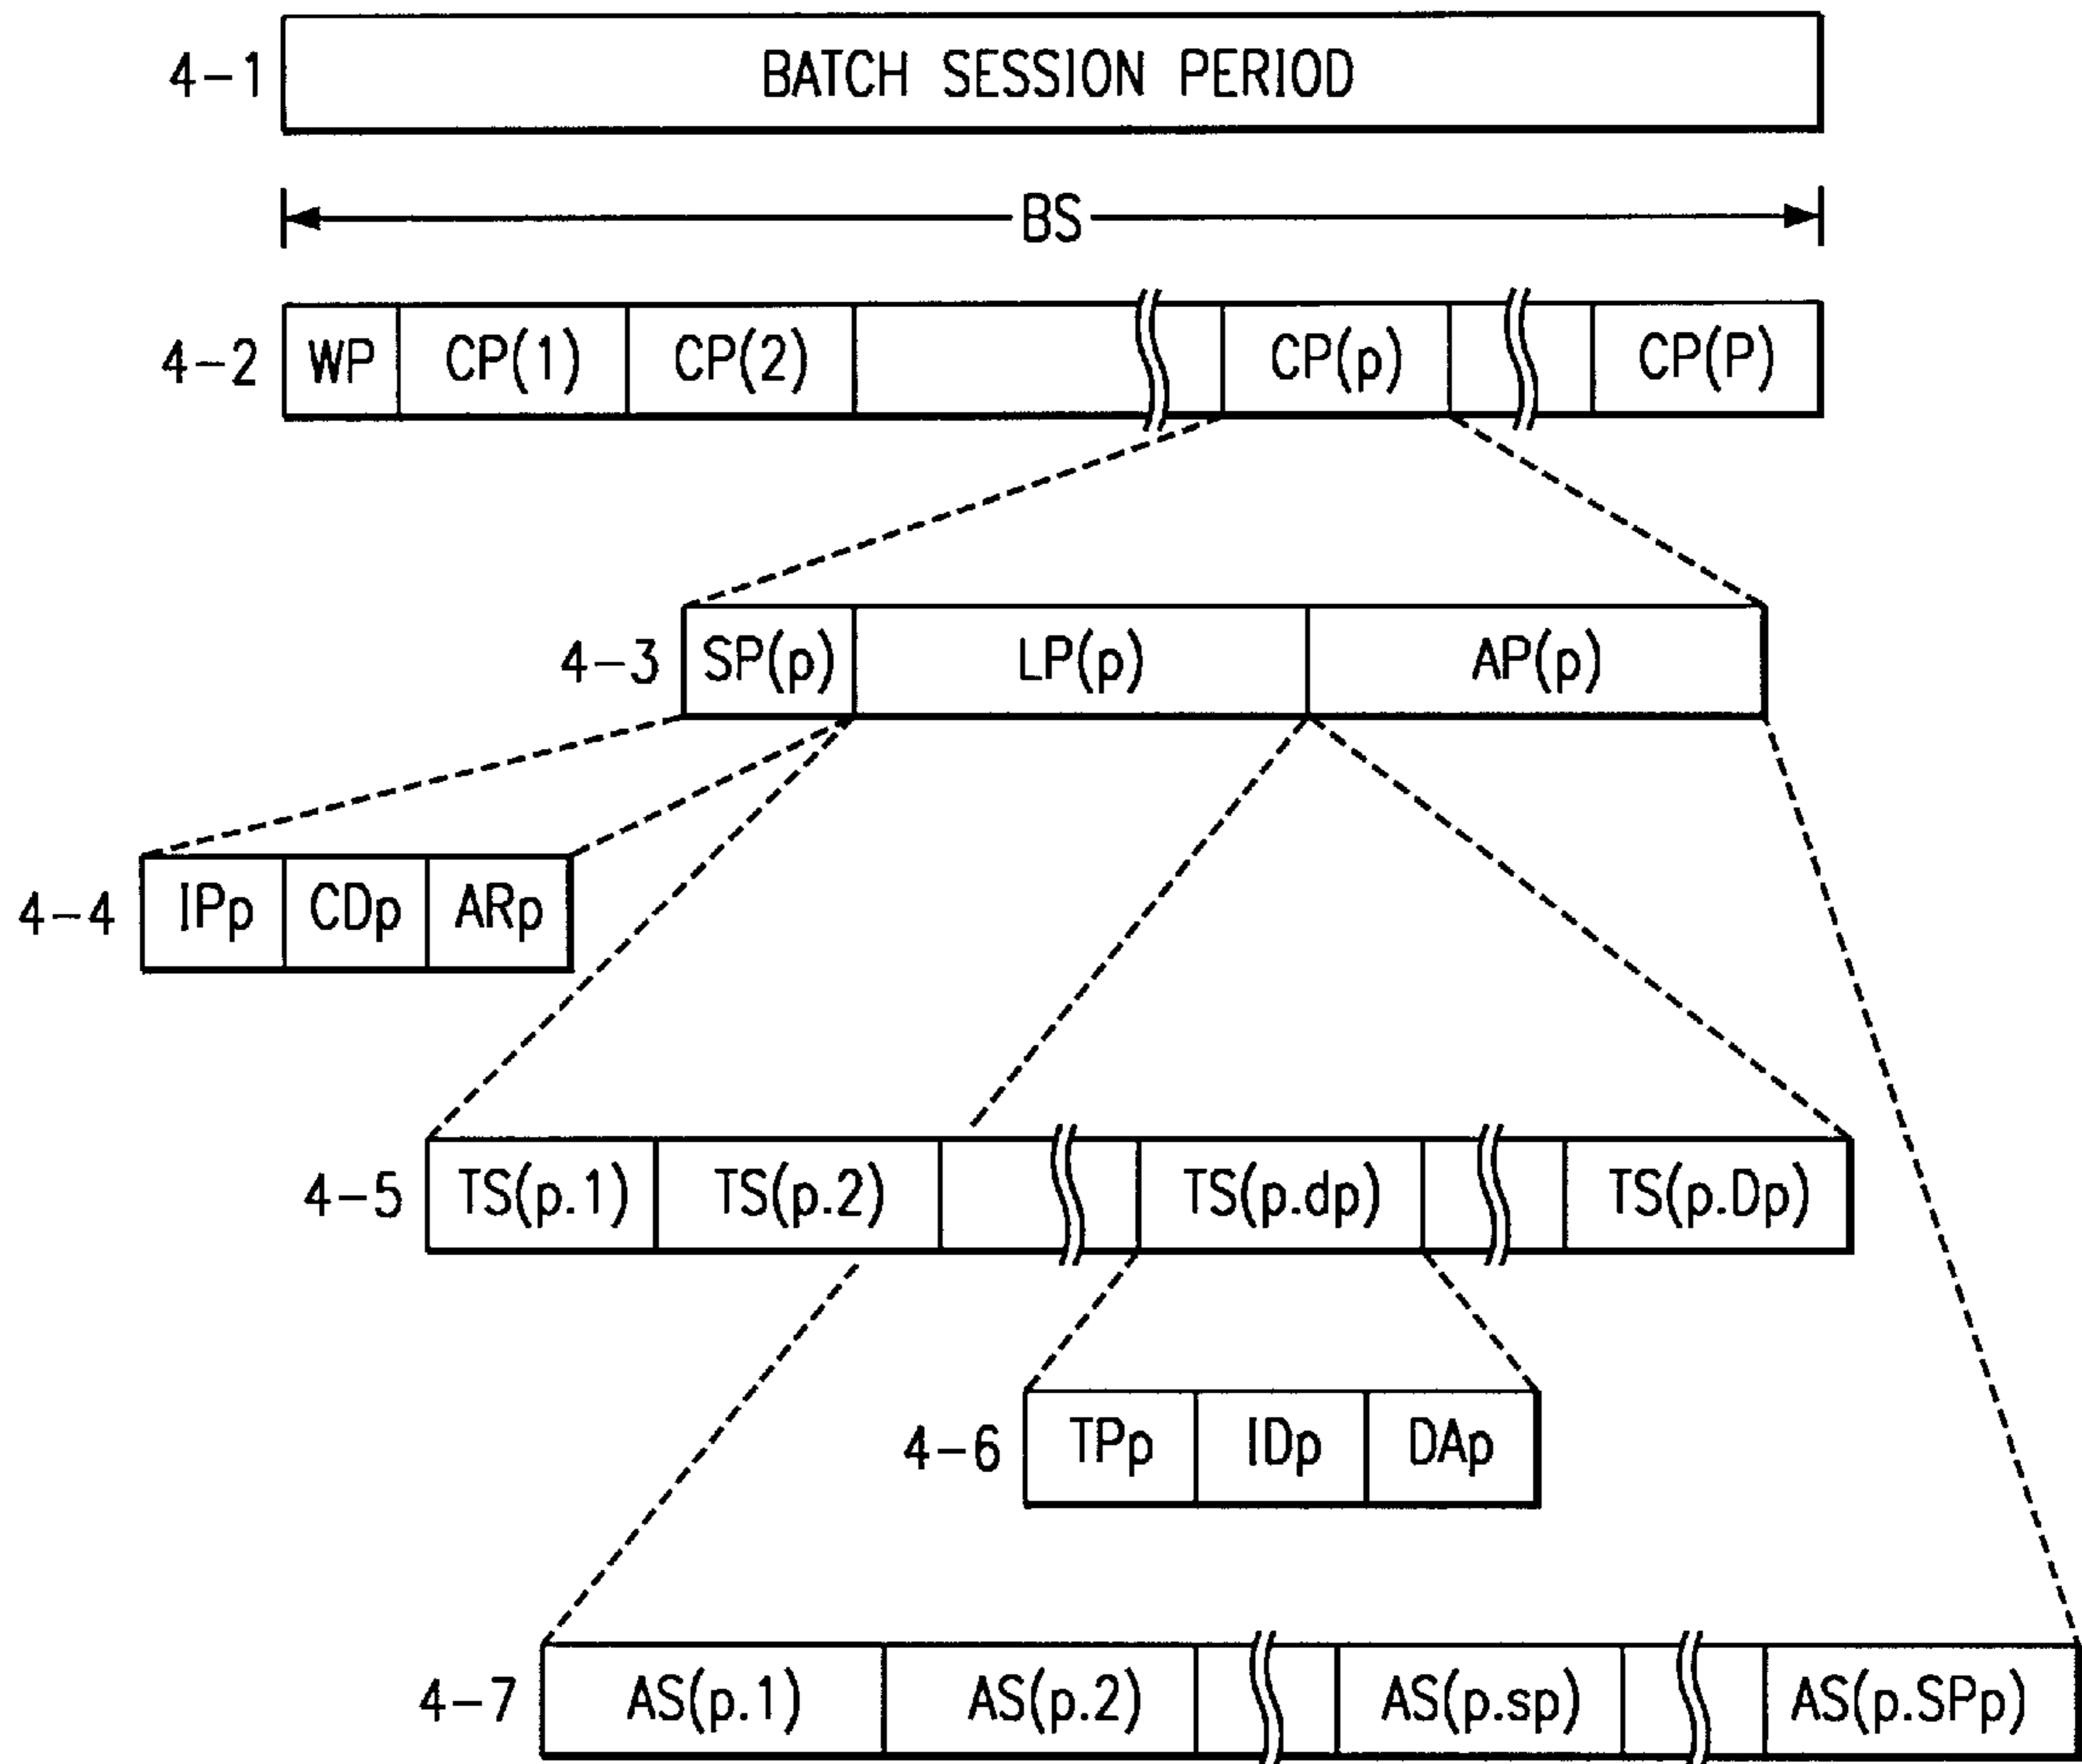 4-1 BATCH SESSION PERIOD
BS
4-2 WP CP(1) CP(2) CP(p) CP(P)
4-3 SP(p) LP(p) AP(p)
4-4 IPp CDp ARp
4-5 TS(p.1) TS(p.2) TS(p.dp) TS(p.Dp)
4-6 TPp IDp DAp
4-7 AS(p.1) AS(p.2) AS(p.sp) AS(p.SPp)